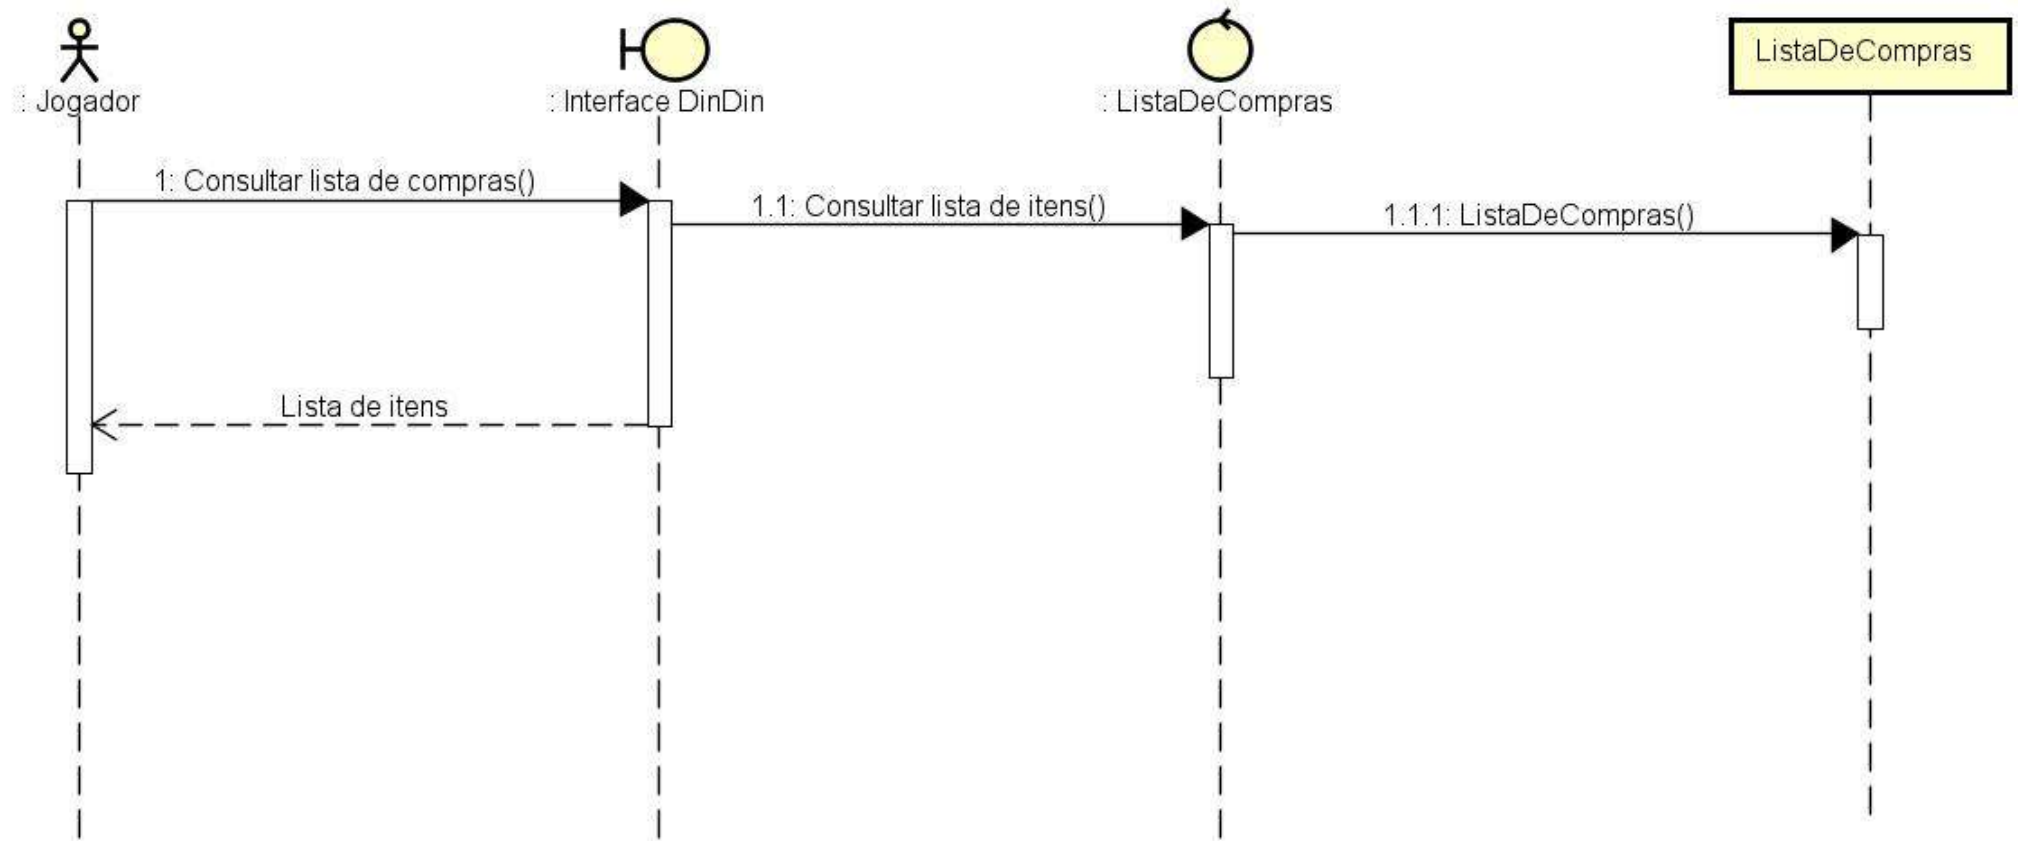 : Jogador
: Interface DinDin
: ListaDeCompras
ListaDeCompras
1: Consultar lista de compras()
1.1: Consultar lista de itens()
1.1.1: ListaDeCompras()
Lista de itens